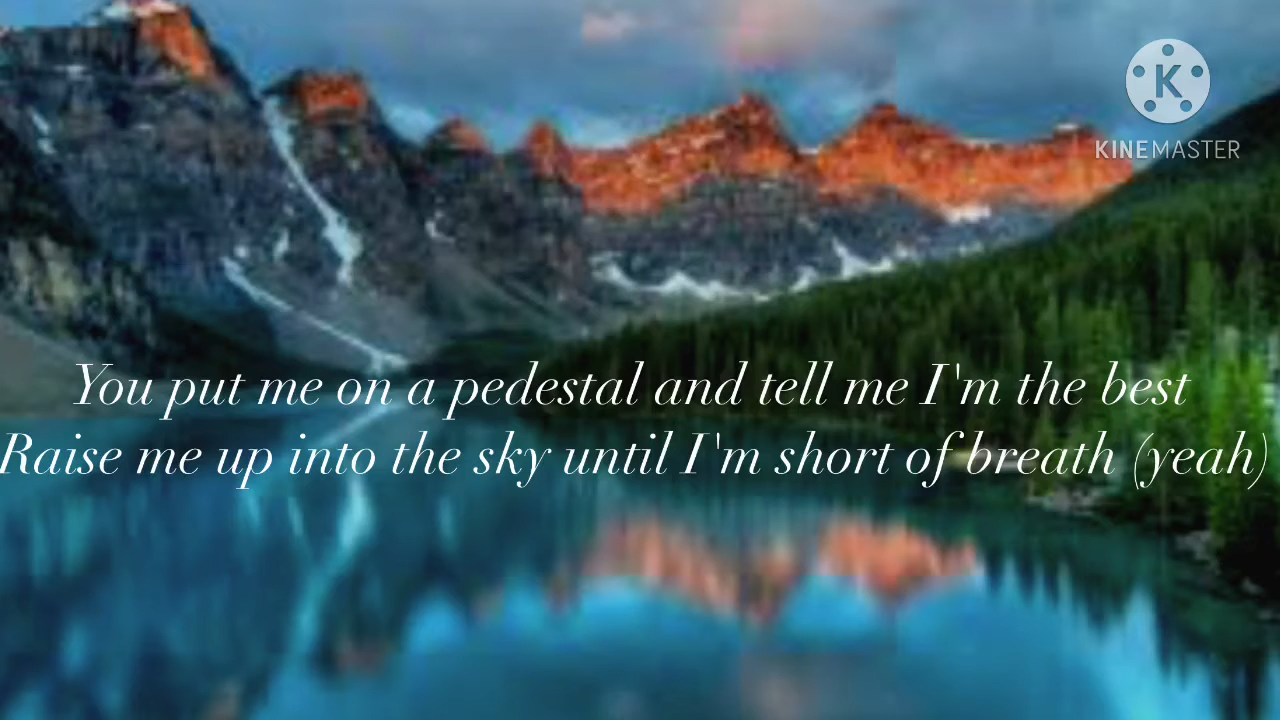 K
KINEMASTER
You put me on a pedestal and tell me I'm the best
Raise me up into the sky until I'm short of breath (yeah)